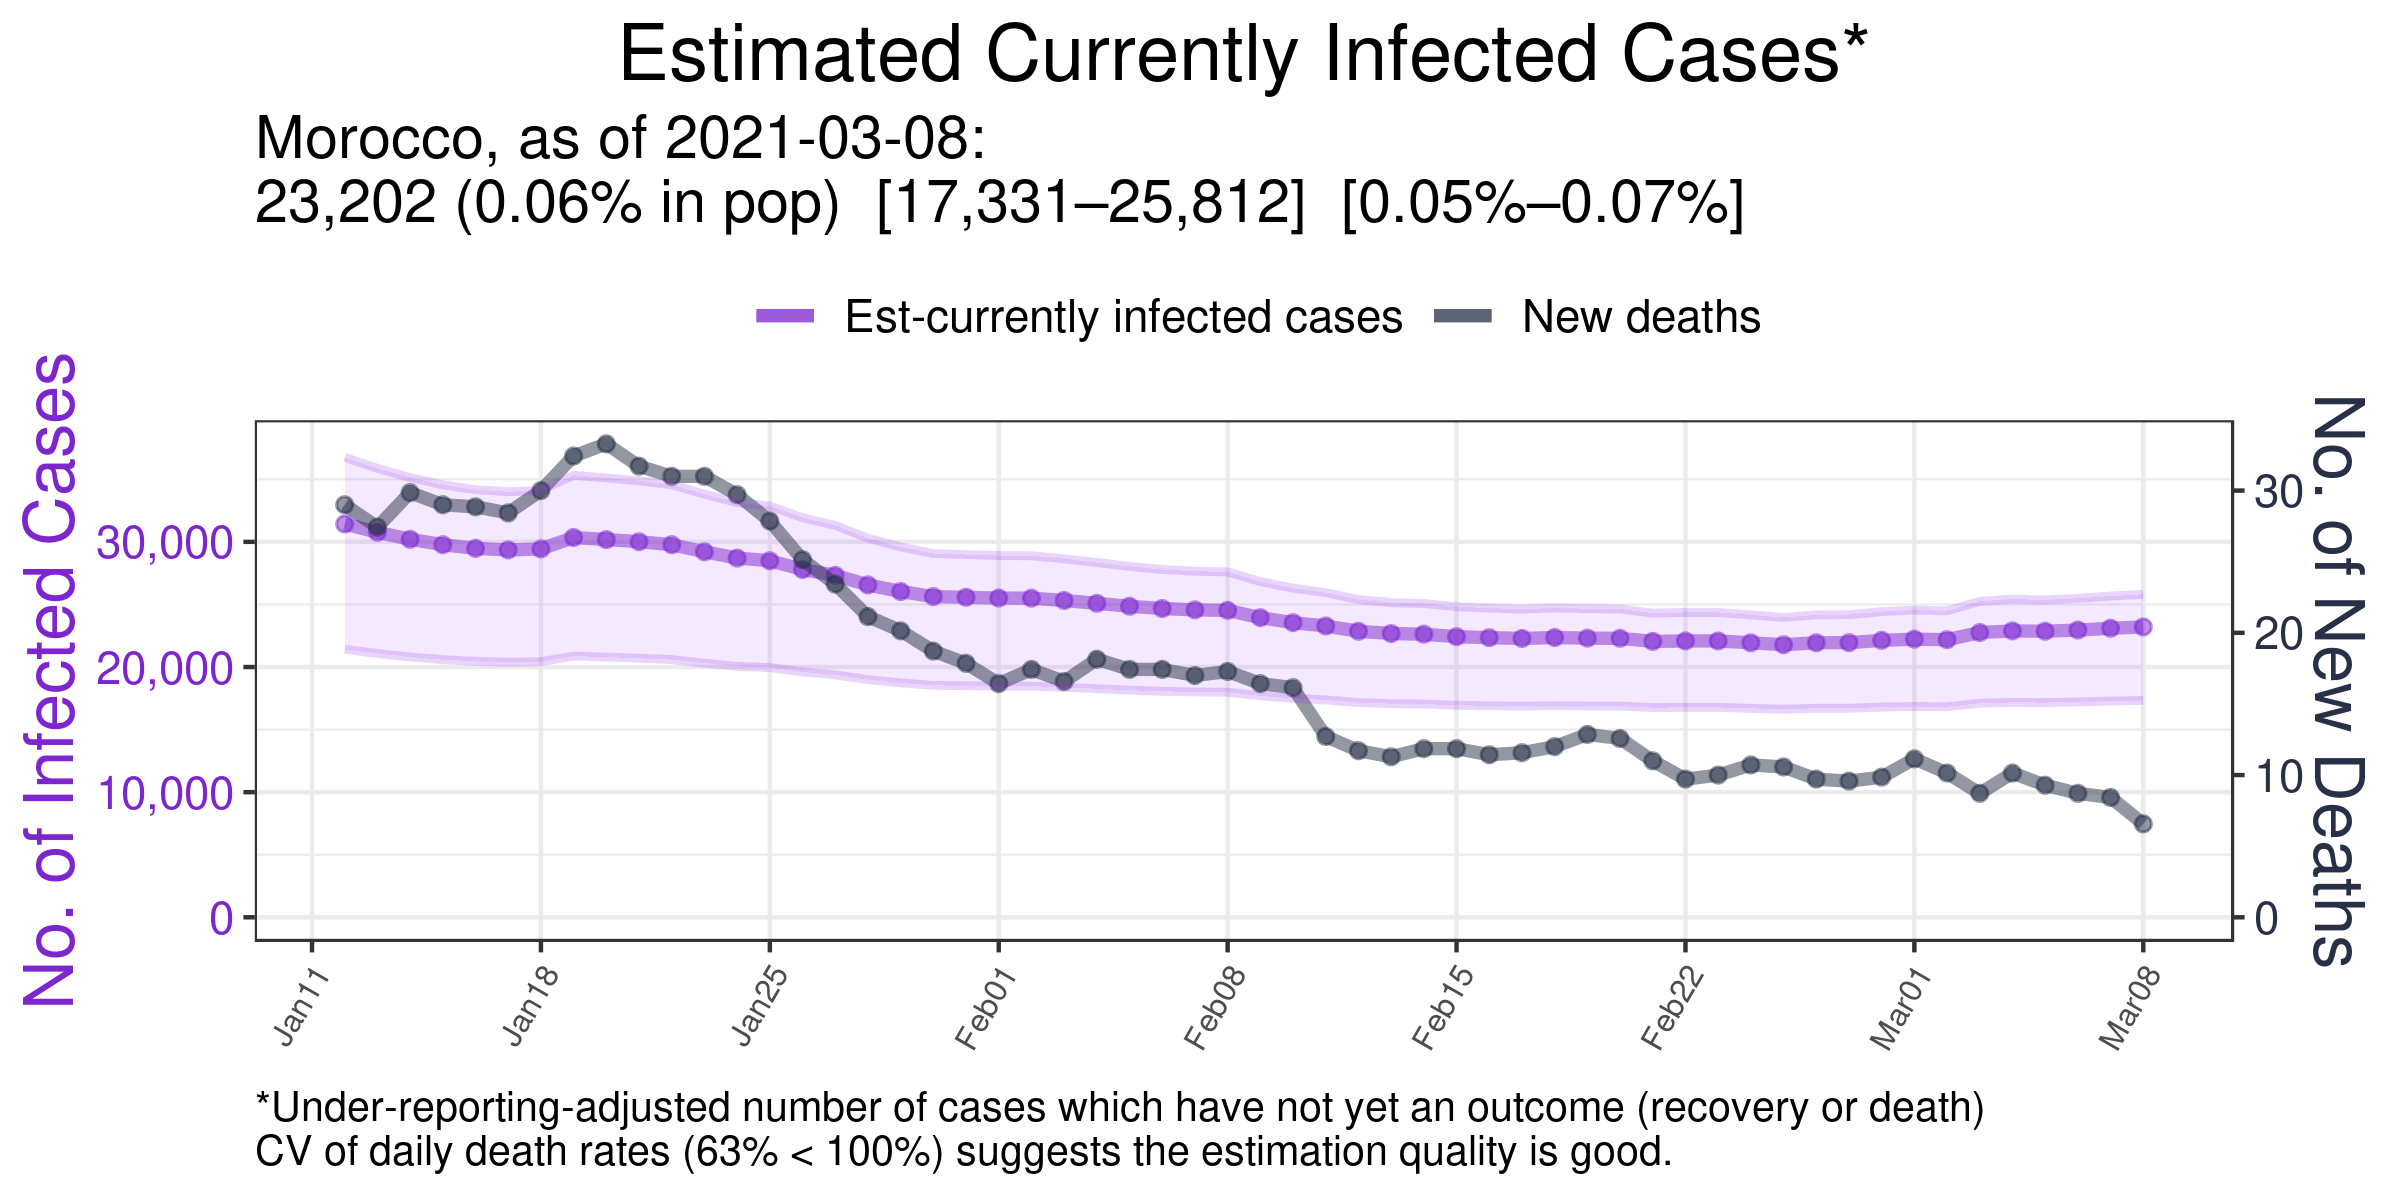 Estimated Currently Infected Cases*
Morocco, as of 2021-03-08:
23,202 (0.06% in pop)  [17,331–25,812]  [0.05%–0.07%]
Est-currently infected cases
New deaths
No. of Infected Cases
30,000
20,000
10,000
0
No. of New Deaths
30
20
10
0
Jan11
Jan18
Jan25
Feb01
Feb08
Feb15
Feb22
Mar01
Mar08
*Under-reporting-adjusted number of cases which have not yet an outcome (recovery or death)
CV of daily death rates (63% < 100%) suggests the estimation quality is good.